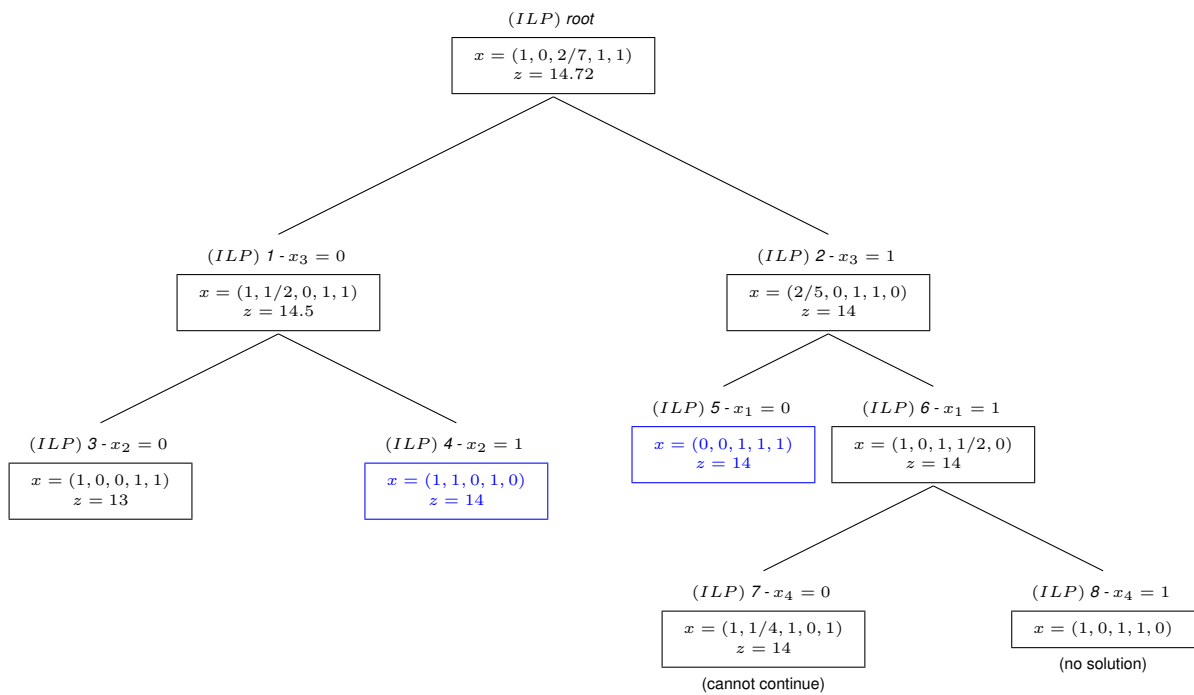 (ILP) root
x = (1, 0, 2/7, 1, 1)
z = 14.72
(ILP) 1 - x₃ = 0
x = (1, 1/2, 0, 1, 1)
z = 14.5
(ILP) 2 - x₃ = 1
x = (2/5, 0, 1, 1, 0)
z = 14
(ILP) 3 - x₂ = 0
x = (1, 0, 0, 1, 1)
z = 13
(ILP) 4 - x₂ = 1
x = (1, 1, 0, 1, 0)
z = 14
(ILP) 5 - x₁ = 0
x = (0, 0, 1, 1, 1)
z = 14
(ILP) 6 - x₁ = 1
x = (1, 0, 1, 1/2, 0)
z = 14
(ILP) 7 - x₄ = 0
x = (1, 1/4, 1, 0, 1)
z = 14
(cannot continue)
(ILP) 8 - x₄ = 1
x = (1, 0, 1, 1, 0)
(no solution)